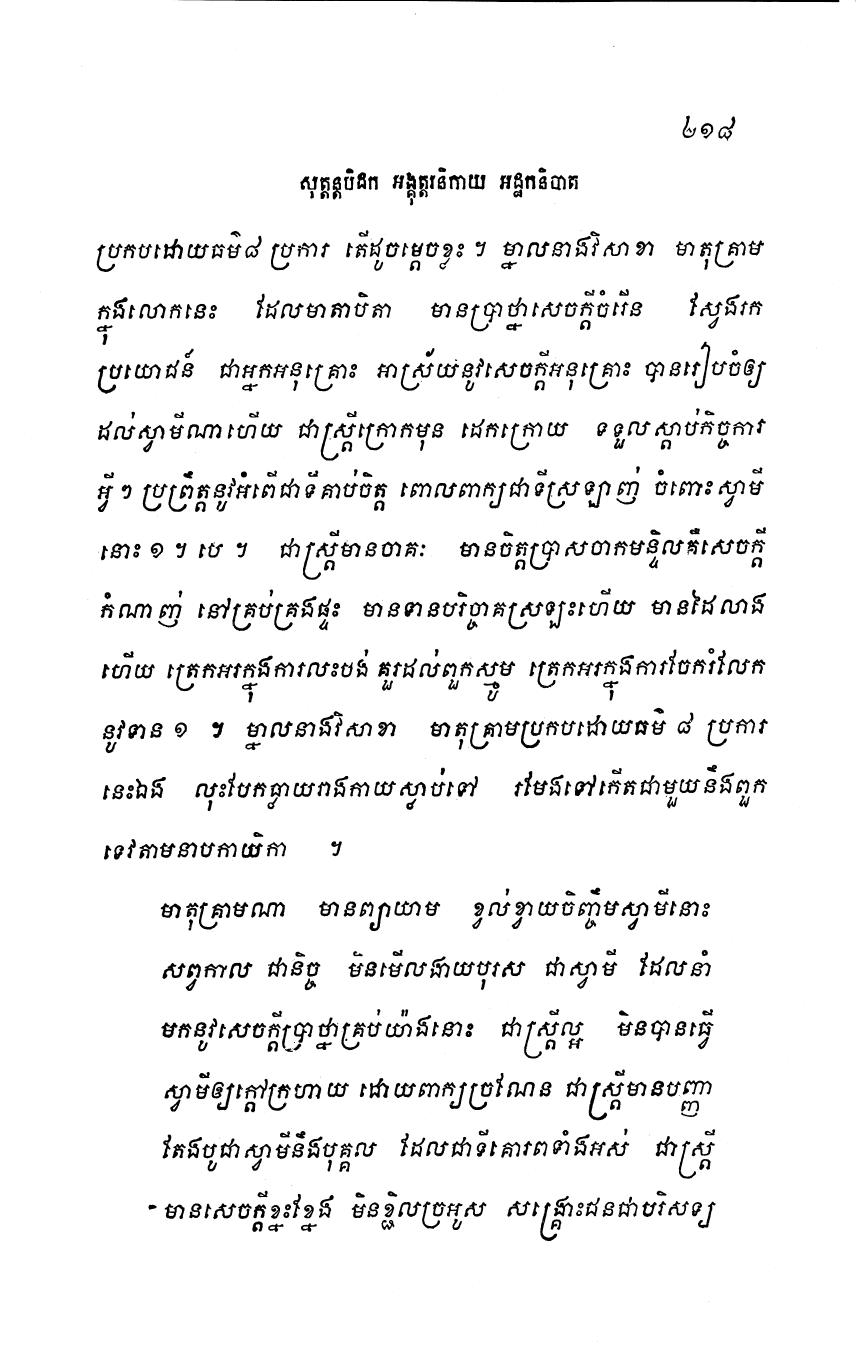 ២១៨
សុត្តន្តបិដក អង្គុត្តរនិកាយ អដ្ឋកនិបាត
ប្រកបដោយធម៌៨ ប្រការ តើដូចម្តេចខ្លះ ។ ម្នាលនាងវិសាខា មាតុគ្រាម
ក្នុងលោកនេះ ដែលមាតាបិតា មានប្រាថ្នាសេចក្តីចំរើន ស្វែងរក
ប្រយោជន៍ ជាអ្នកអនុគ្រោះ អាស្រ័យនូវសេចក្តីអនុគ្រោះ បានរៀបចំឲ្យ
ដល់ស្វាមីណាហើយ ជាស្ត្រីក្រោកមុន ដេកក្រោយ ទទួលស្តាប់កិច្ចការ
អ្វី ៗ ប្រព្រឹត្តនូវអំពើជាទីគាប់ចិត្ត ពោលពាក្យជាទីស្រឡាញ់ ចំពោះស្វាមី
នោះ ១ ។ បេ ។ ជាស្ត្រីមានចាគៈ មានចិត្តប្រាសចាកមន្ទិលគឺសេចក្តី
កំណាញ់ នៅគ្រប់គ្រងផ្ទះ មានទានបរិច្ចាគស្រឡះហើយ មានដៃលាង
ហើយ ត្រេកអរក្នុងការលះបង់ គួរដល់ពួកស្មូម ត្រេកអរក្នុងការចែករំលែក
នូវទាន ១ ។ ម្នាលនាងវិសាខា មាតុគ្រាមប្រកបដោយធម៌ ៨ ប្រការ
នេះឯង លុះបែកធ្លាយរាងកាយស្លាប់ទៅ រមែងទៅកើតជាមួយនឹងពួក
ទេវតាមនាបកាយិកា ។
មាតុគ្រាមណា មានព្យាយាម ខ្វល់ខ្វាយចិញ្ចឹមស្វាមីនោះ
សព្វកាល ជានិច្ច មិនមើលងាយបុរស ជាស្វាមី ដែលនាំ
មកនូវសេចក្តីប្រាថ្នាគ្រប់យ៉ាងនោះ ជាស្ត្រីល្អ មិនបានធ្វើ
ស្វាមីឲ្យក្តៅក្រហាយ ដោយពាក្យច្រណែន ជាស្ត្រីមានបញ្ញា
តែងបូជាស្វាមីនឹងបុគ្គល ដែលជាទីគោរពទាំងអស់ ជាស្ត្រី
មានសេចក្តីខ្នះខ្នែង មិនខ្ជិលច្រអូស សង្គ្រោះជនជាបរិសទ្យ